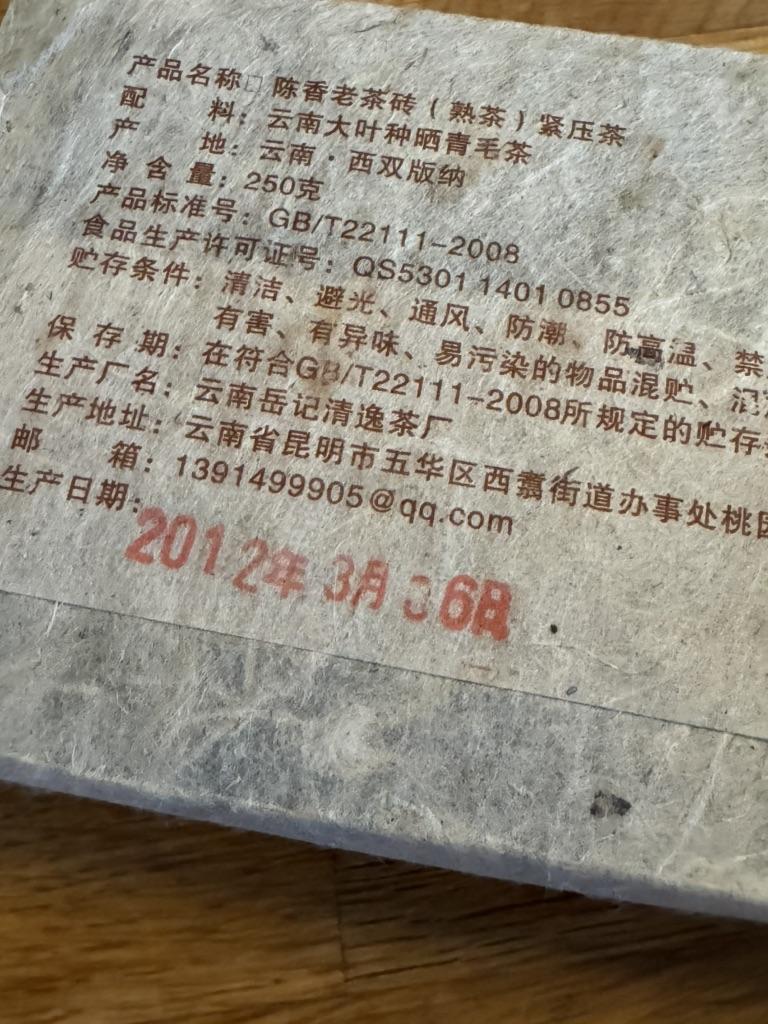 产品名称□ 陈香老茶砖（熟茶）紧压茶
配 料：云南大叶种晒青毛茶
产 地：云南·西双版纳
净 含 量：250克
产品标准号：GB/T22111-2008
食品生产许可证号：QS5301 1401 0855
贮存条件：清洁、避光、通风、防潮、防高温、禁
有害、有异味、易污染的物品混贮、混
保 存 期：在符合GB/T22111-2008所规定的贮存
生产厂名：云南岳记清逸茶厂
生产地址：云南省昆明市五华区西翥街道办事处桃园
邮 箱：1391499905@qq.com
生产日期：
2012年 3月 6日